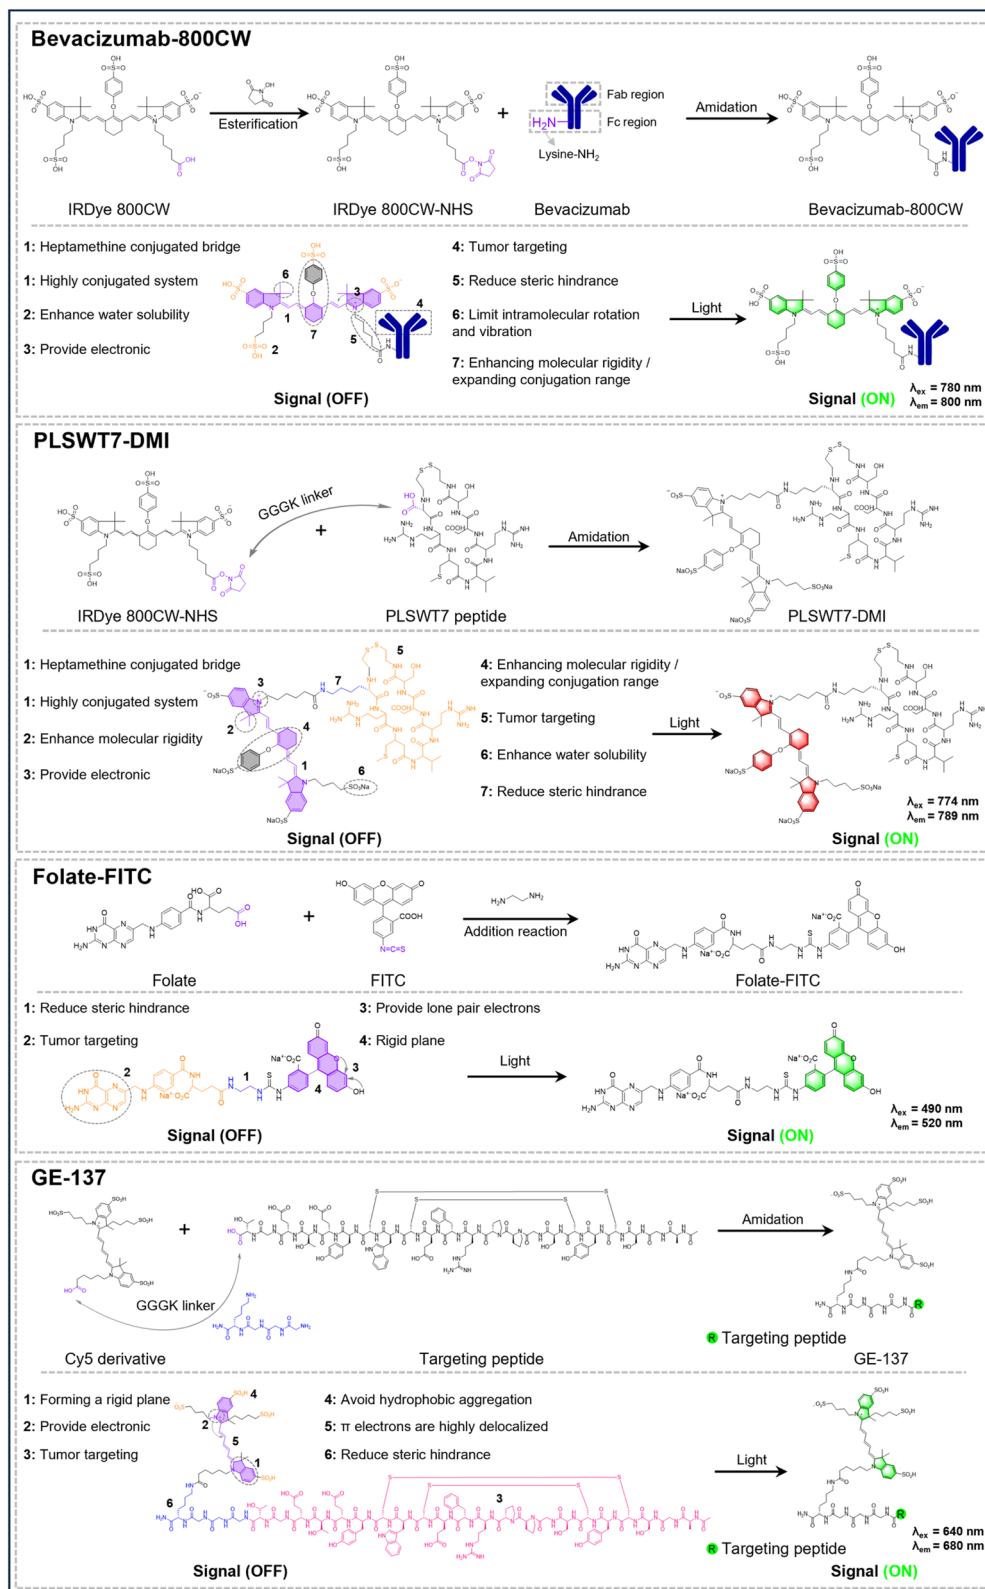 Bevacizumab-800CW
Esterification
Fab region
Fc region
H₂N
Lysine-NH₂
Amidation
IRDye 800CW
IRDye 800CW-NHS
+
Bevacizumab
Bevacizumab-800CW
1: Heptamethine conjugated bridge
1: Highly conjugated system
2: Enhance water solubility
3: Provide electronic
4: Tumor targeting
5: Reduce steric hindrance
6: Limit intramolecular rotation
and vibration
7: Enhancing molecular rigidity /
expanding conjugation range
Light
Signal (OFF)
Signal (ON)
λex = 780 nm
λem = 800 nm
PLSWT7-DMI
GGGK linker
+
Amidation
IRDye 800CW-NHS
PLSWT7 peptide
PLSWT7-DMI
1: Heptamethine conjugated bridge
1: Highly conjugated system
2: Enhance molecular rigidity
3: Provide electronic
4: Enhancing molecular rigidity /
expanding conjugation range
5: Tumor targeting
6: Enhance water solubility
7: Reduce steric hindrance
Light
Signal (OFF)
Signal (ON)
λex = 774 nm
λem = 789 nm
Folate-FITC
+
Addition reaction
Folate
FITC
Folate-FITC
1: Reduce steric hindrance
2: Tumor targeting
3: Provide lone pair electrons
4: Rigid plane
Light
Signal (OFF)
Signal (ON)
λex = 490 nm
λem = 520 nm
GE-137
+
Amidation
GGGK linker
R Targeting peptide
Cy5 derivative
Targeting peptide
GE-137
1: Forming a rigid plane
2: Provide electronic
3: Tumor targeting
4: Avoid hydrophobic aggregation
5: π electrons are highly delocalized
6: Reduce steric hindrance
Light
R Targeting peptide
Signal (OFF)
Signal (ON)
λex = 640 nm
λem = 680 nm